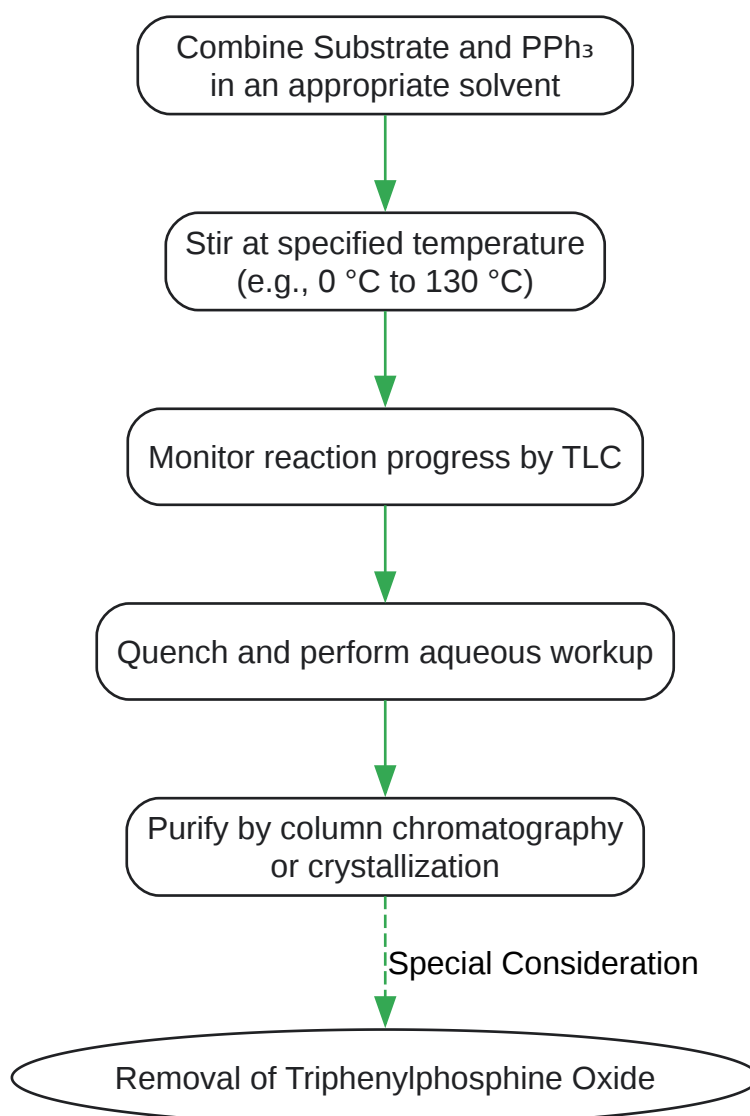 Combine Substrate and PPh₃
in an appropriate solvent
Stir at specified temperature
(e.g., 0 °C to 130 °C)
Monitor reaction progress by TLC
Quench and perform aqueous workup
Purify by column chromatography
or crystallization
Special Consideration
Removal of Triphenylphosphine Oxide